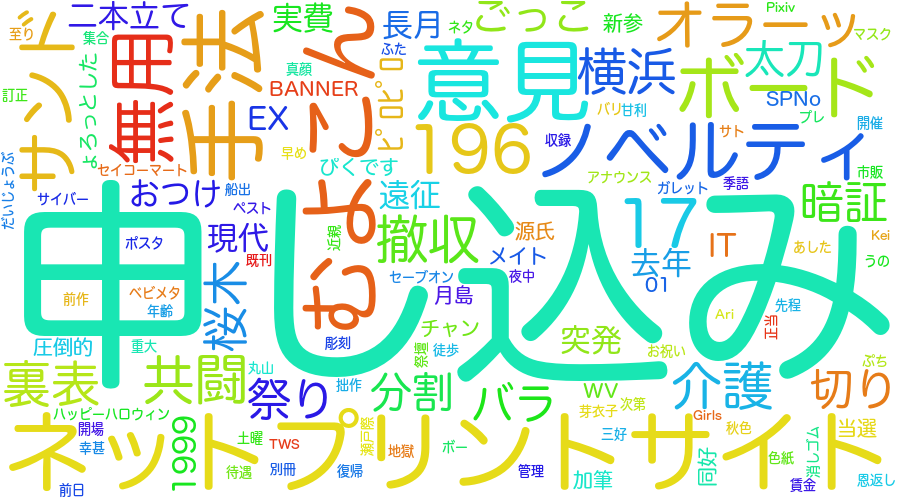 至り
集合
二本立て
実費
長月
ネタ
ごっこ
新参
オラーッ
Pixiv
マスク
訂正
サンド
ょろっとした
無用
手法
真顔
BANNER
EX
むよこん
ピロピロ
意見
横浜
ボード
太刀
SPNo
プレ
開催
196
バリ
甘利
収録
サト
ノベルティ
早め
セイコーマート
ぴくです
アナウンス
ガレット
季語
市販
だいじょうぶ
サイバー
おつけ
船出
ペスト
遠征
暗証
ポスタ
現代
既刊
近親
撤収
源氏
17
IT
Kei
メイト
去年
あした
うの
セーブオン
夜中
01
申し込み
前作
ベビメタ
年齢
桜木
月島
チャン
突発
Ari
正当
先程
圧倒的
重大
彫刻
祭壇
徒歩
お祝い
ぷち
裏表
共闘
丸山
祭り
拙作
分割
バラ
WV
芽衣子
次第
介護
切り
ハッピーハロウィン
Girls
ネットプリントサイト
開場
幸甚
1999
土曜
TWS
瀬戸際
地獄
ボー
三好
秋色
当選
消しゴム
待遇
別冊
復帰
管理
加筆
同好
色紙
賃金
恩返し
前日